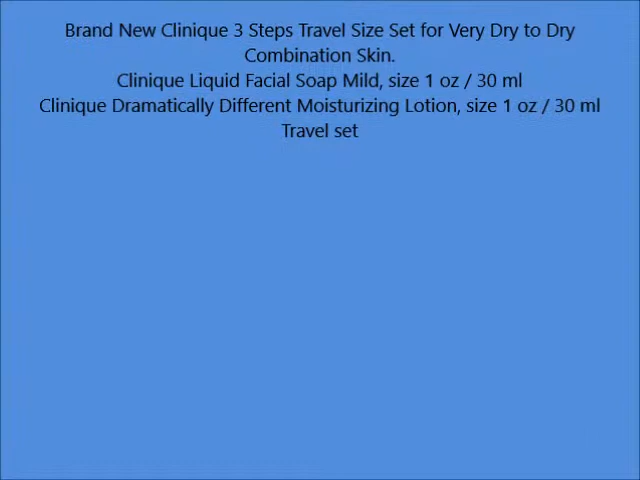 Brand New Clinique 3 Steps Travel Size Set for Very Dry to Dry
Combination Skin.
Clinique Liquid Facial Soap Mild, size 1 oz / 30 ml
Clinique Dramatically Different Moisturizing Lotion, size 1 oz / 30 ml
Travel set